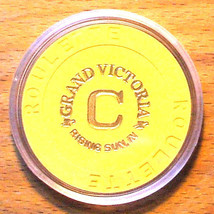 ROULETTE
GRAND VICTORIA
C
RISING SUN, IN
ROULETTE